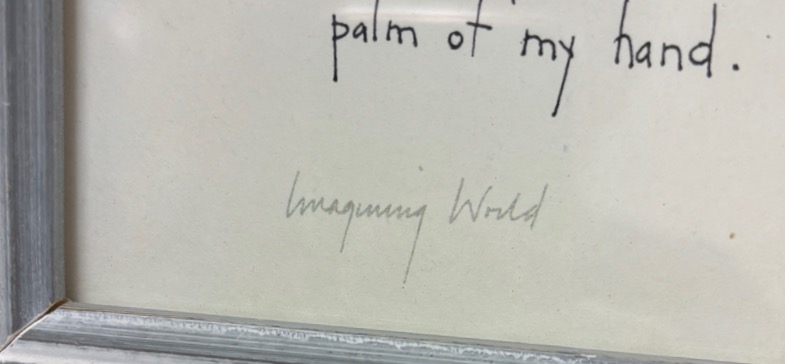 palm of my hand.
Imagining World